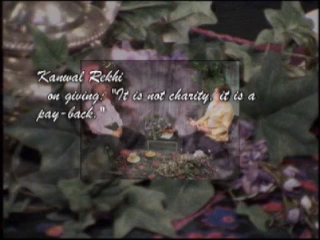 Kanwal Rekhi
on giving: "It is not charity, it is a
pay-back."